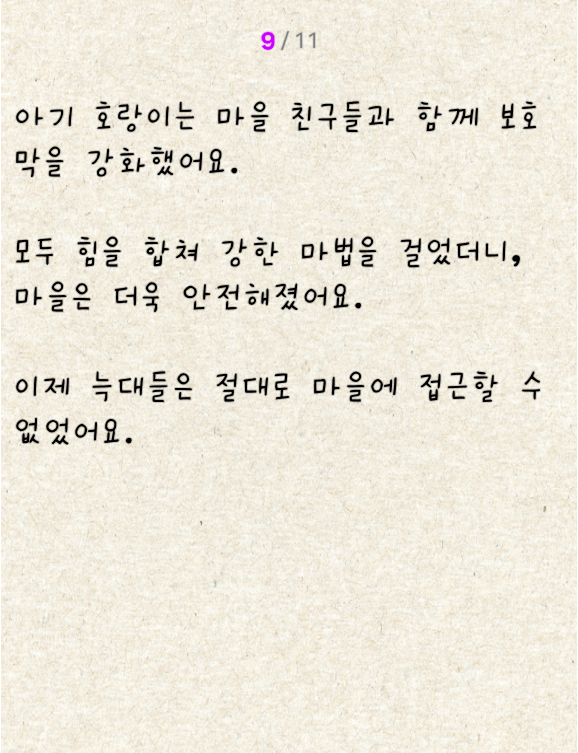 9 / 11
아기 호랑이는 마을 친구들과 함께 보호
막을 강화했어요.
모두 힘을 합쳐 강한 마법을 걸었더니,
마을은 더욱 안전해졌어요.
이제 늑대들은 절대로 마을에 접근할 수
없었어요.